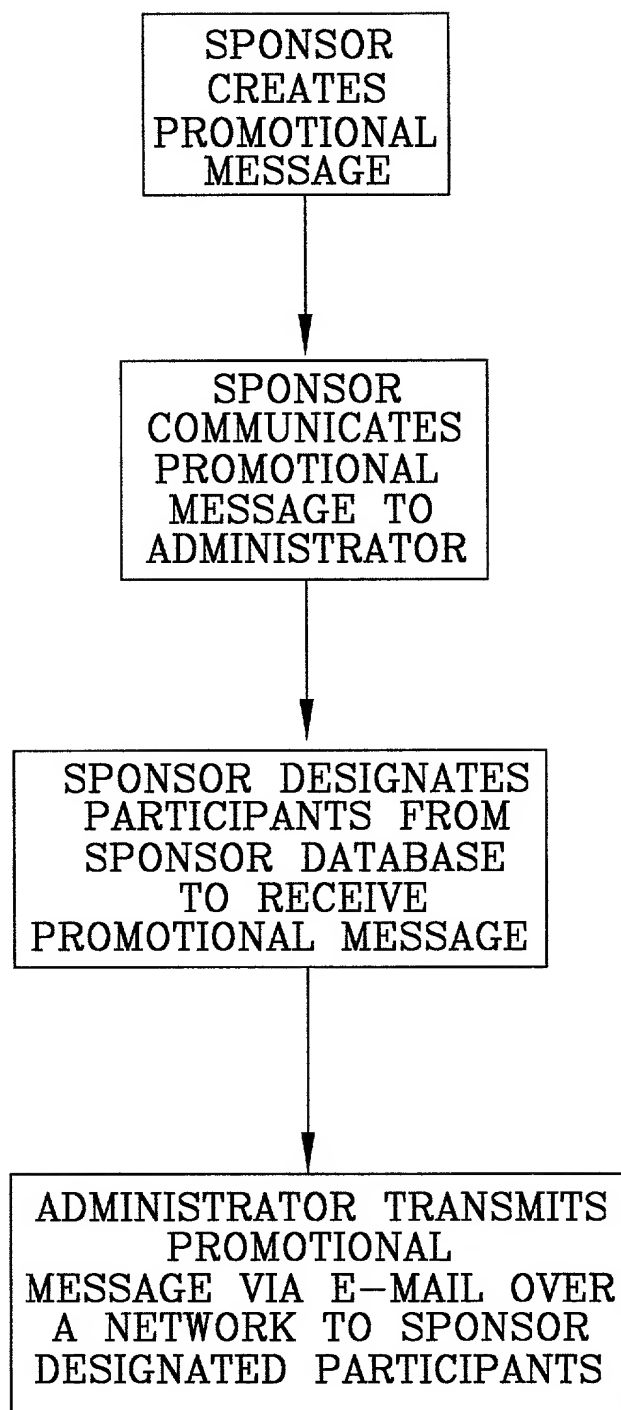 SPONSOR
CREATES
PROMOTIONAL
MESSAGE
SPONSOR
COMMUNICATES
PROMOTIONAL
MESSAGE TO
ADMINISTRATOR
SPONSOR DESIGNATES
PARTICIPANTS FROM
SPONSOR DATABASE
TO RECEIVE
PROMOTIONAL MESSAGE
ADMINISTRATOR TRANSMITS
PROMOTIONAL
MESSAGE VIA E-MAIL OVER
A NETWORK TO SPONSOR
DESIGNATED PARTICIPANTS